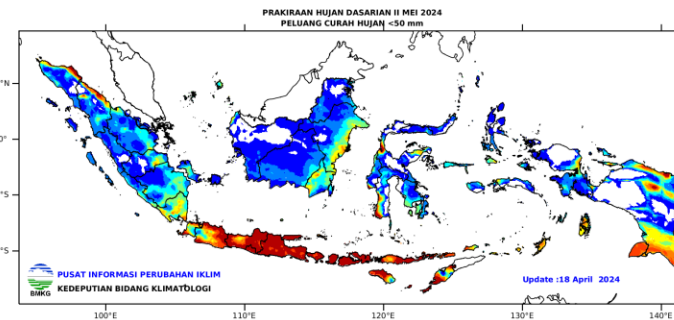 PRAKIRAAN HUJAN DASARIAN II MEI 2024
PELUANG CURAH HUJAN <50 mm
°N
0°
°S
°S
PUSAT INFORMASI PERUBAHAN IKLIM
KEDEPUTIAN BIDANG KLIMATOLOGI
BMKG
Update :18 April 2024
100°E 110°E 120°E 130°E 140°E